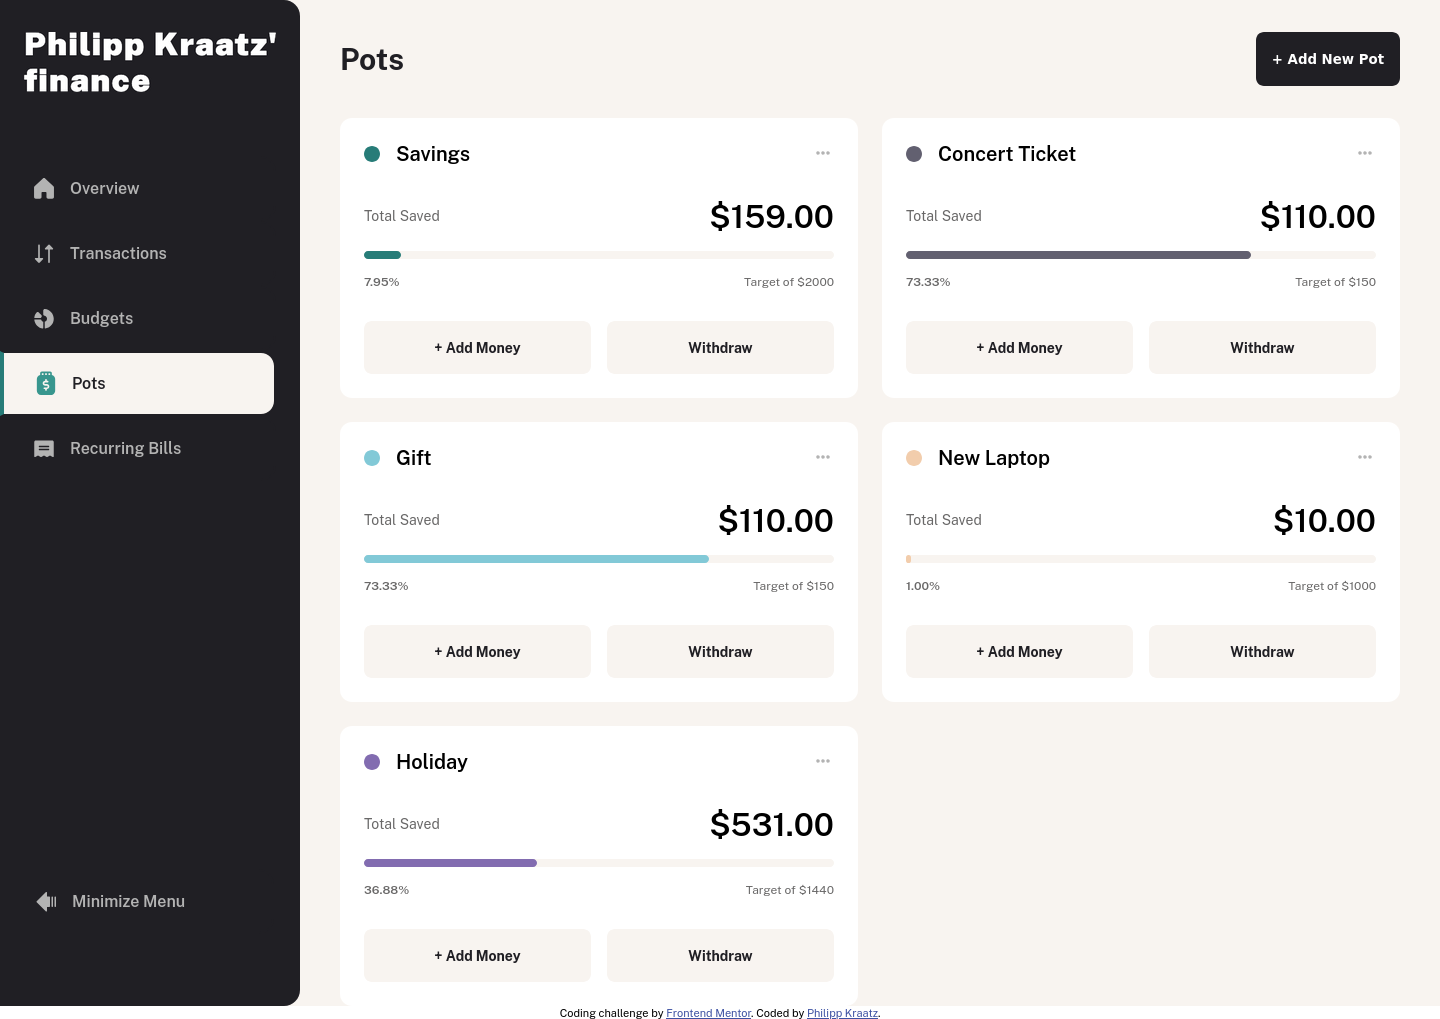 Philipp Kraatz'
finance
Overview
Transactions
Budgets
Pots
Recurring Bills
Minimize Menu
Pots
+ Add New Pot
Savings
Total Saved
$159.00
7.95%
Target of $2000
+ Add Money
Withdraw
Concert Ticket
Total Saved
$110.00
73.33%
Target of $150
+ Add Money
Withdraw
Gift
Total Saved
$110.00
73.33%
Target of $150
+ Add Money
Withdraw
New Laptop
Total Saved
$10.00
1.00%
Target of $1000
+ Add Money
Withdraw
Holiday
Total Saved
$531.00
36.88%
Target of $1440
+ Add Money
Withdraw
Coding challenge by Frontend Mentor. Coded by Philipp Kraatz.